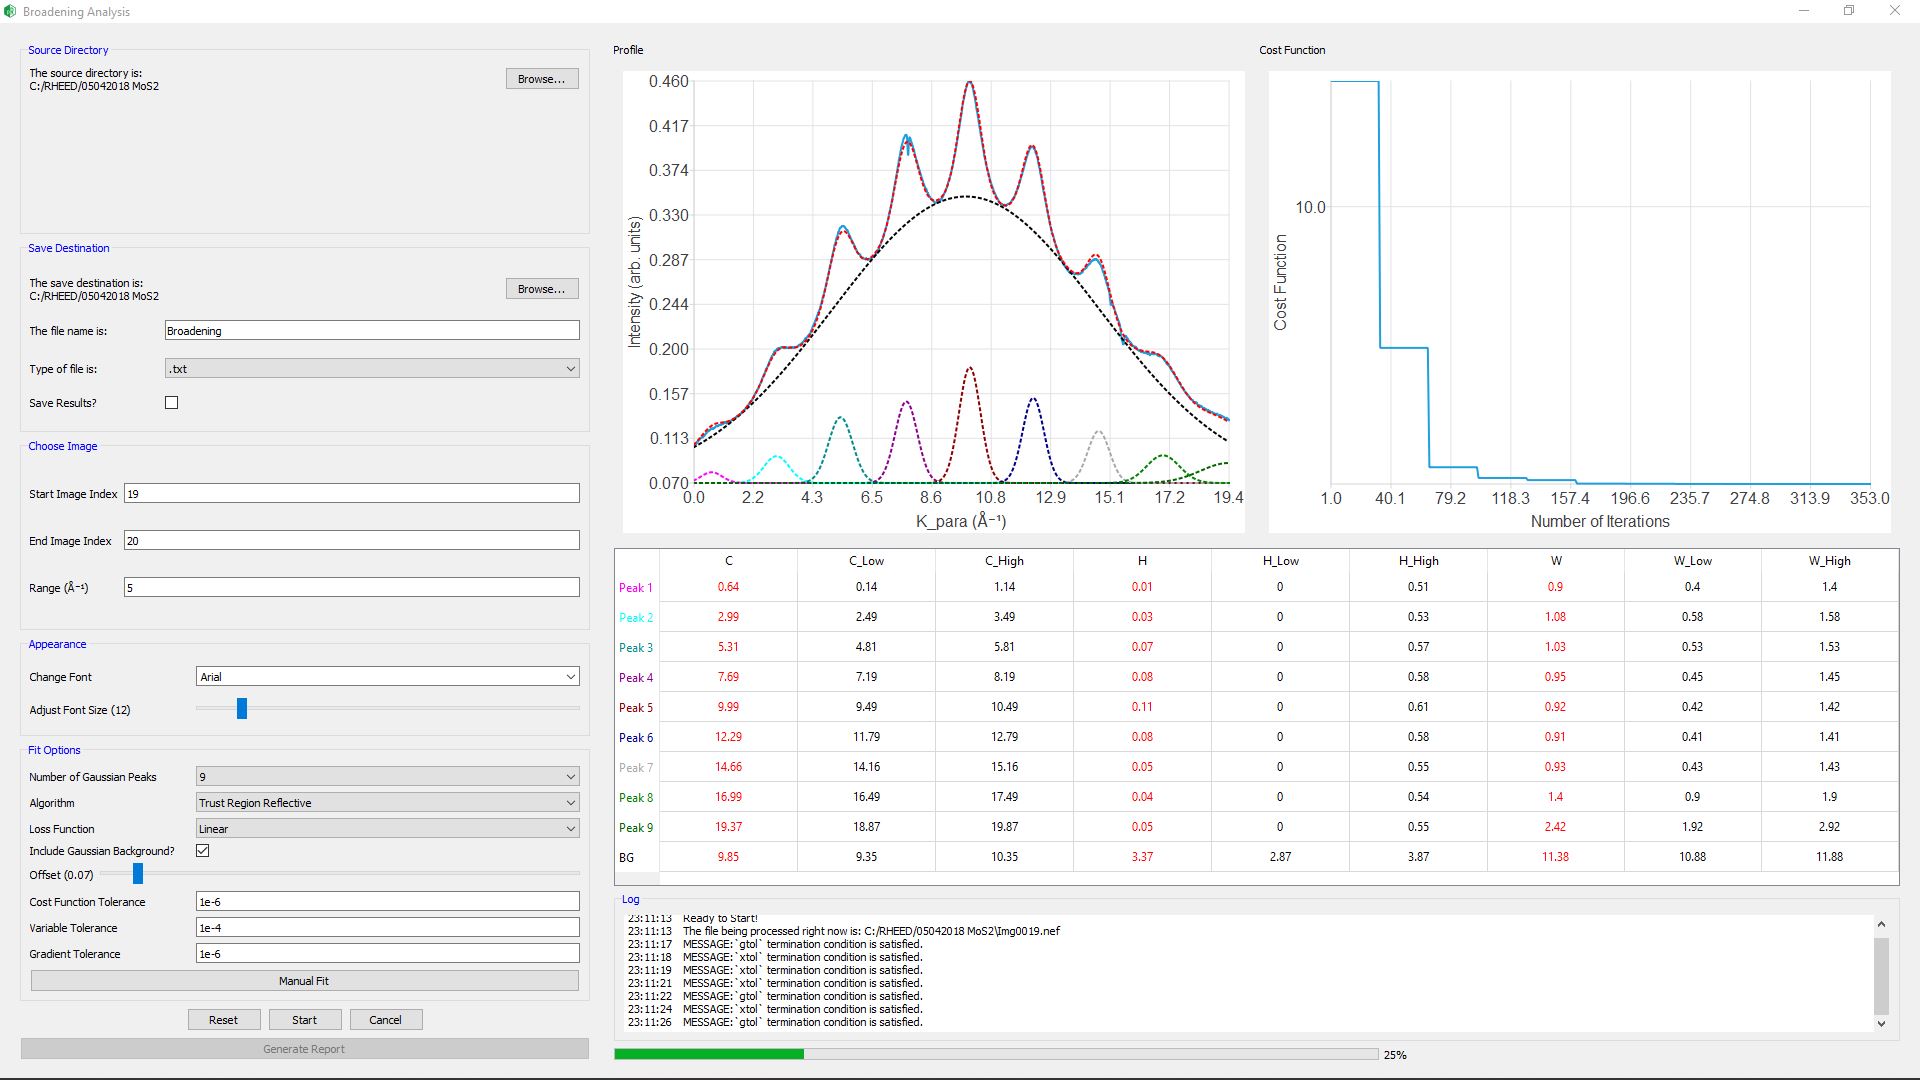 Broadening Analysis
Source Directory
The source directory is:
C:/RHEED/05042018 MoS2
Browse...
Save Destination
The save destination is:
C:/RHEED/05042018 MoS2
Browse...
The file name is: Broadening
Type of file is: .txt
Save Results?
Choose Image
Start Image Index 19
End Image Index 20
Range (Å⁻¹) 5
Appearance
Change Font Arial
Adjust Font Size (12)
Fit Options
Number of Gaussian Peaks 9
Algorithm Trust Region Reflective
Loss Function Linear
Include Gaussian Background?
Offset (0.07)
Cost Function Tolerance 1e-6
Variable Tolerance 1e-4
Gradient Tolerance 1e-6
Manual Fit
Reset Start Cancel
Generate Report
Profile
0.460
0.417
0.374
0.330
0.287
0.244
0.200
0.157
0.113
0.070
Intensity (arb. units)
0.0 2.2 4.3 6.5 8.6 10.8 12.9 15.1 17.2 19.4
K_para (Å⁻¹)
Cost Function
10.0
Cost Function
1.0 40.1 79.2 118.3 157.4 196.6 235.7 274.8 313.9 353.0
Number of Iterations
C C_Low C_High H H_Low H_High W W_Low W_High
Peak 1 0.64 0.14 1.14 0.01 0 0.51 0.9 0.4 1.4
Peak 2 2.99 2.49 3.49 0.03 0 0.53 1.08 0.58 1.58
Peak 3 5.31 4.81 5.81 0.07 0 0.57 1.03 0.53 1.53
Peak 4 7.69 7.19 8.19 0.08 0 0.58 0.95 0.45 1.45
Peak 5 9.99 9.49 10.49 0.11 0 0.61 0.92 0.42 1.42
Peak 6 12.29 11.79 12.79 0.08 0 0.58 0.91 0.41 1.41
Peak 7 14.66 14.16 15.16 0.05 0 0.55 0.93 0.43 1.43
Peak 8 16.99 16.49 17.49 0.04 0 0.54 1.4 0.9 1.9
Peak 9 19.37 18.87 19.87 0.05 0 0.55 2.42 1.92 2.92
BG 9.85 9.35 10.35 3.37 2.87 3.87 11.38 10.88 11.88
Log
23:11:13 Ready to Start!
23:11:13 The file being processed right now is: C:/RHEED/05042018 MoS2\Img0019.nef
23:11:17 MESSAGE:`gtol` termination condition is satisfied.
23:11:18 MESSAGE:`xtol` termination condition is satisfied.
23:11:19 MESSAGE:`xtol` termination condition is satisfied.
23:11:21 MESSAGE:`xtol` termination condition is satisfied.
23:11:22 MESSAGE:`gtol` termination condition is satisfied.
23:11:24 MESSAGE:`xtol` termination condition is satisfied.
23:11:26 MESSAGE:`gtol` termination condition is satisfied.
25%